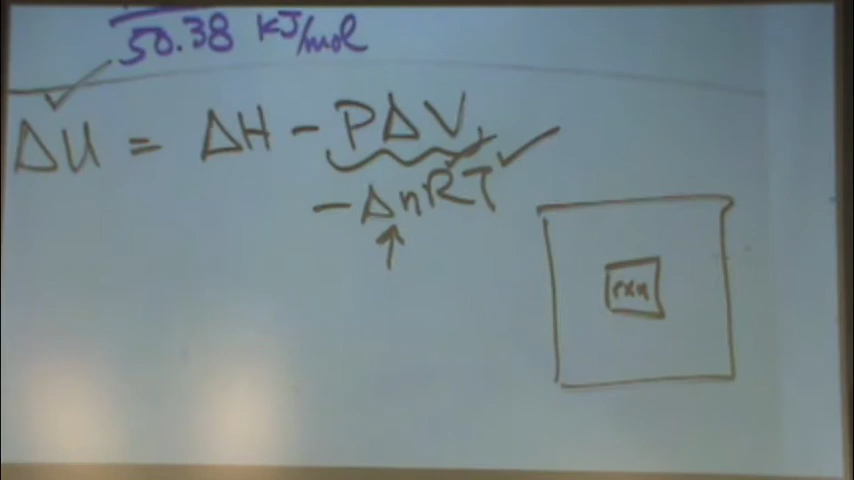 50.38 kJ/mol
ΔU = ΔH - PΔV
- ΔnRT
rxn